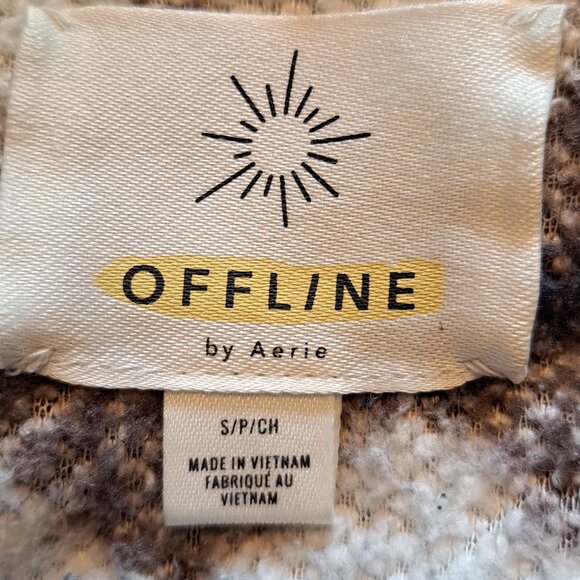 OFFLINE
by Aerie
S/P/CH
MADE IN VIETNAM
FABRIQUÉ AU
VIETNAM